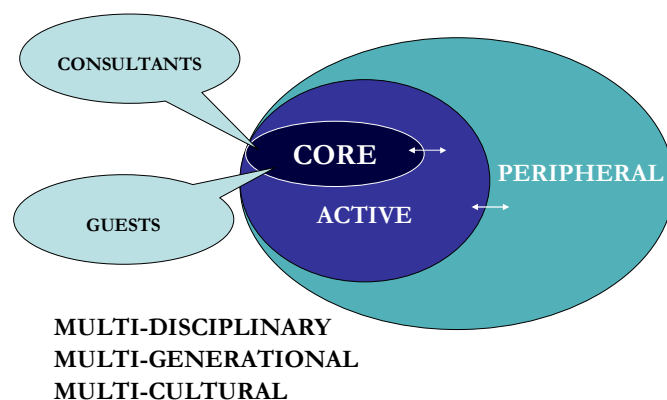 CONSULTANTS
CORE
PERIPHERAL
ACTIVE
GUESTS
MULTI-DISCIPLINARY
MULTI-GENERATIONAL
MULTI-CULTURAL